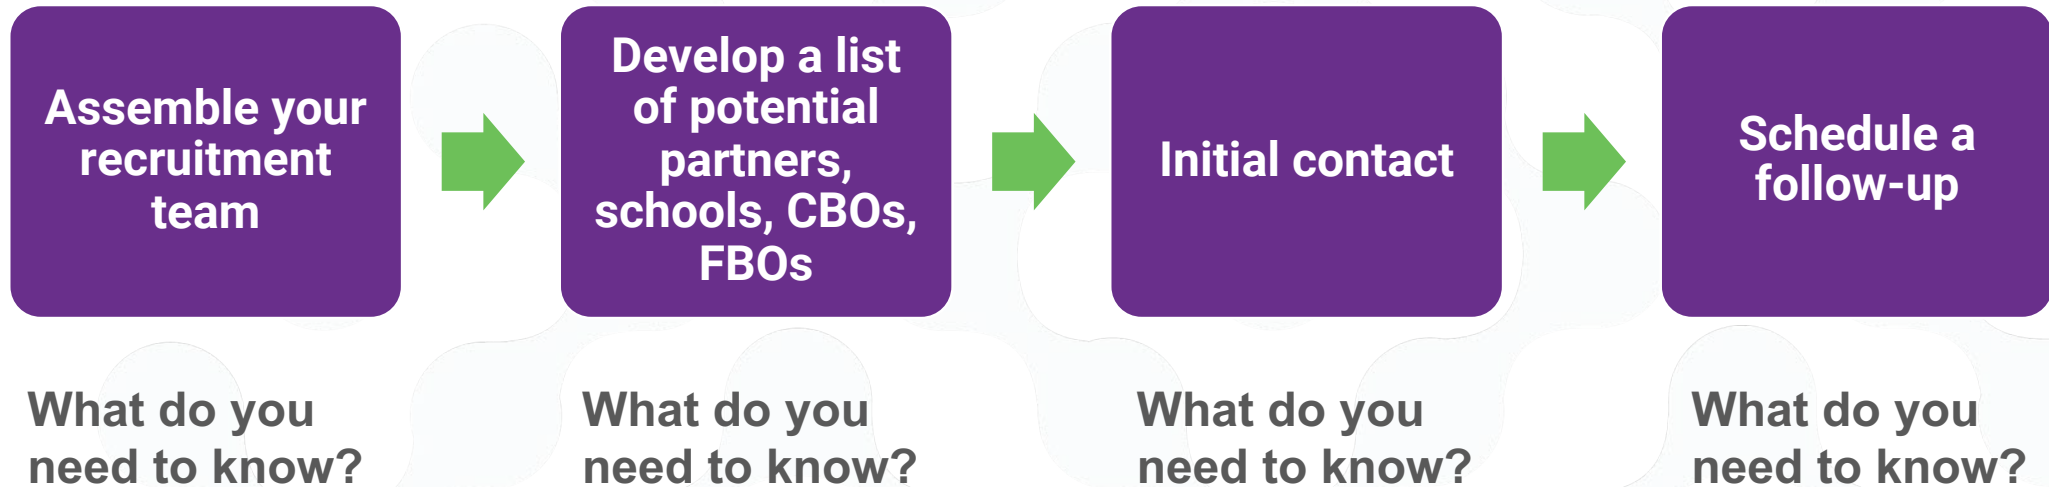 Assemble your
recruitment
team
Develop a list
of potential
partners,
schools, CBOs,
FBOs
Initial contact
Schedule a
follow-up
What do you
need to know?
What do you
need to know?
What do you
need to know?
What do you
need to know?